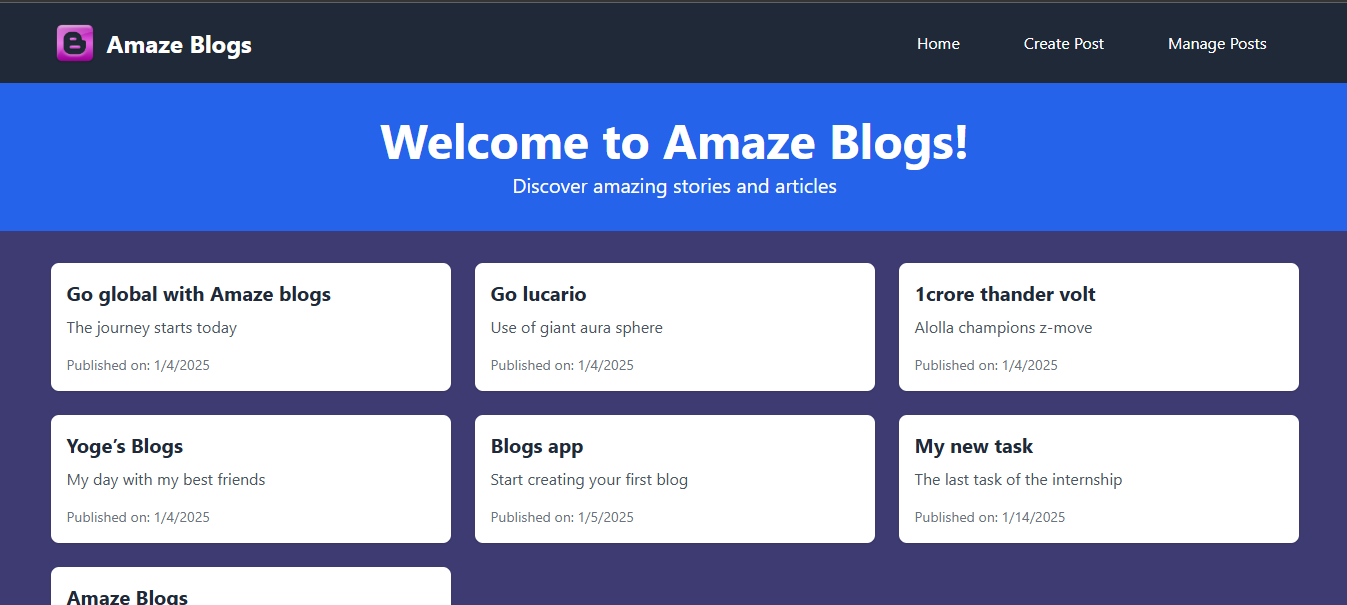 Amaze Blogs
Home
Create Post
Manage Posts
Welcome to Amaze Blogs!
Discover amazing stories and articles
Go global with Amaze blogs
The journey starts today
Published on: 1/4/2025
Go lucario
Use of giant aura sphere
Published on: 1/4/2025
1crore thander volt
Alolla champions z-move
Published on: 1/4/2025
Yoge’s Blogs
My day with my best friends
Published on: 1/4/2025
Blogs app
Start creating your first blog
Published on: 1/5/2025
My new task
The last task of the internship
Published on: 1/14/2025
Amaze Blogs